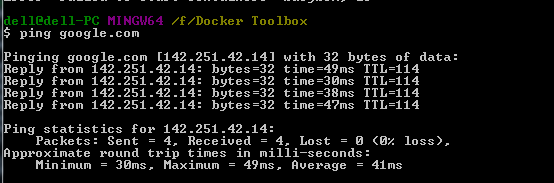 dell@dell-PC MINGW64 /f/Docker Toolbox
$ ping google.com
Pinging google.com [142.251.42.14] with 32 bytes of data:
Reply from 142.251.42.14: bytes=32 time=49ms TTL=114
Reply from 142.251.42.14: bytes=32 time=30ms TTL=114
Reply from 142.251.42.14: bytes=32 time=38ms TTL=114
Reply from 142.251.42.14: bytes=32 time=47ms TTL=114
Ping statistics for 142.251.42.14:
Packets: Sent = 4, Received = 4, Lost = 0 (0% loss),
Approximate round trip times in milli-seconds:
Minimum = 30ms, Maximum = 49ms, Average = 41ms